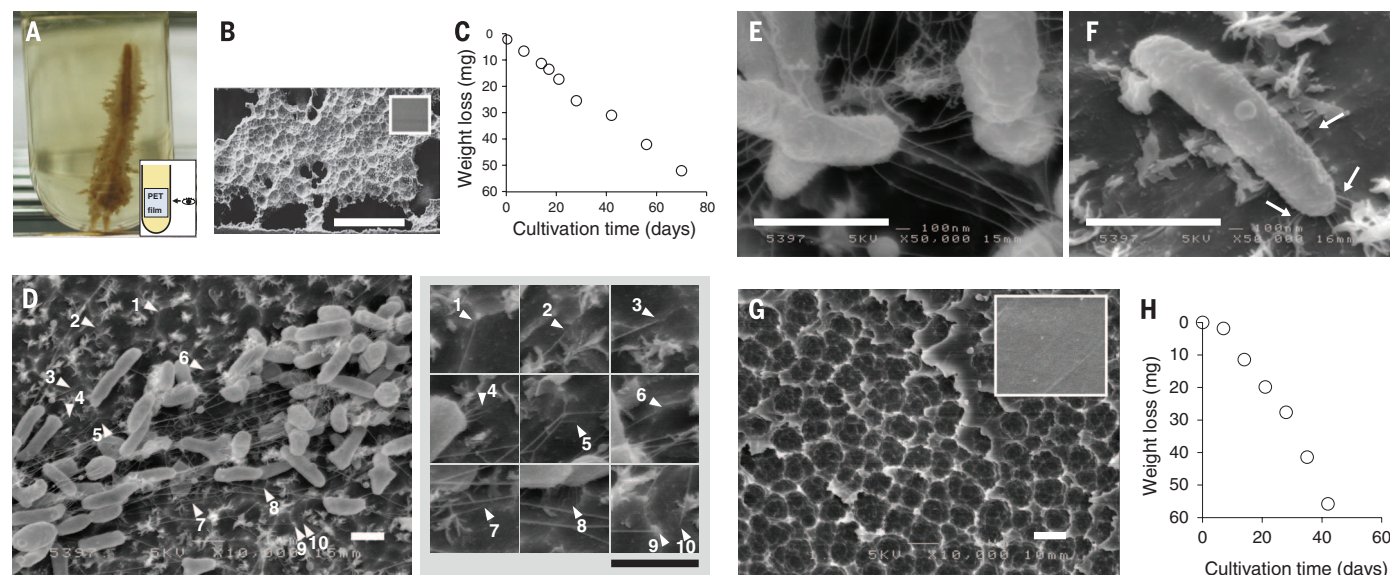 A
PET
film
B
C
0
10
20
30
40
50
60
Weight loss (mg)
0 20 40 60 80
Cultivation time (days)
E
100nm
5397 5KV X50,000 15mm
F
100nm
5397 5KV X50,000 16mm
D
1
2
3
4
5
6
7
8
9 10
5397 5KV X10,000 15mm
1 2 3
4 5 6
7 8 9 10
G
5KV X10,000 10mm
H
0
10
20
30
40
50
60
Weight loss (mg)
0 20 40 60
Cultivation time (days)